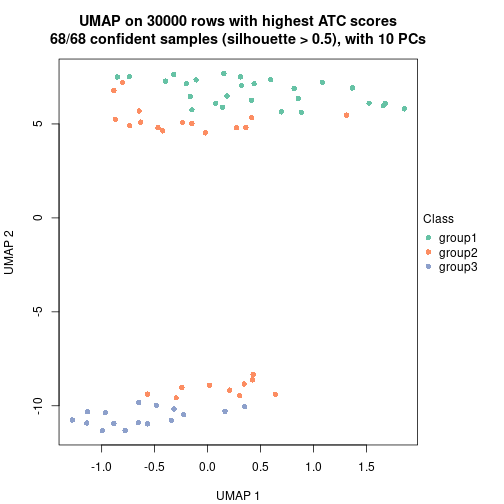 UMAP on 30000 rows with highest ATC scores
68/68 confident samples (silhouette > 0.5), with 10 PCs
5
0
-5
-10
UMAP 2
-1.0
-0.5
0.0
0.5
1.0
1.5
UMAP 1
Class
group1
group2
group3